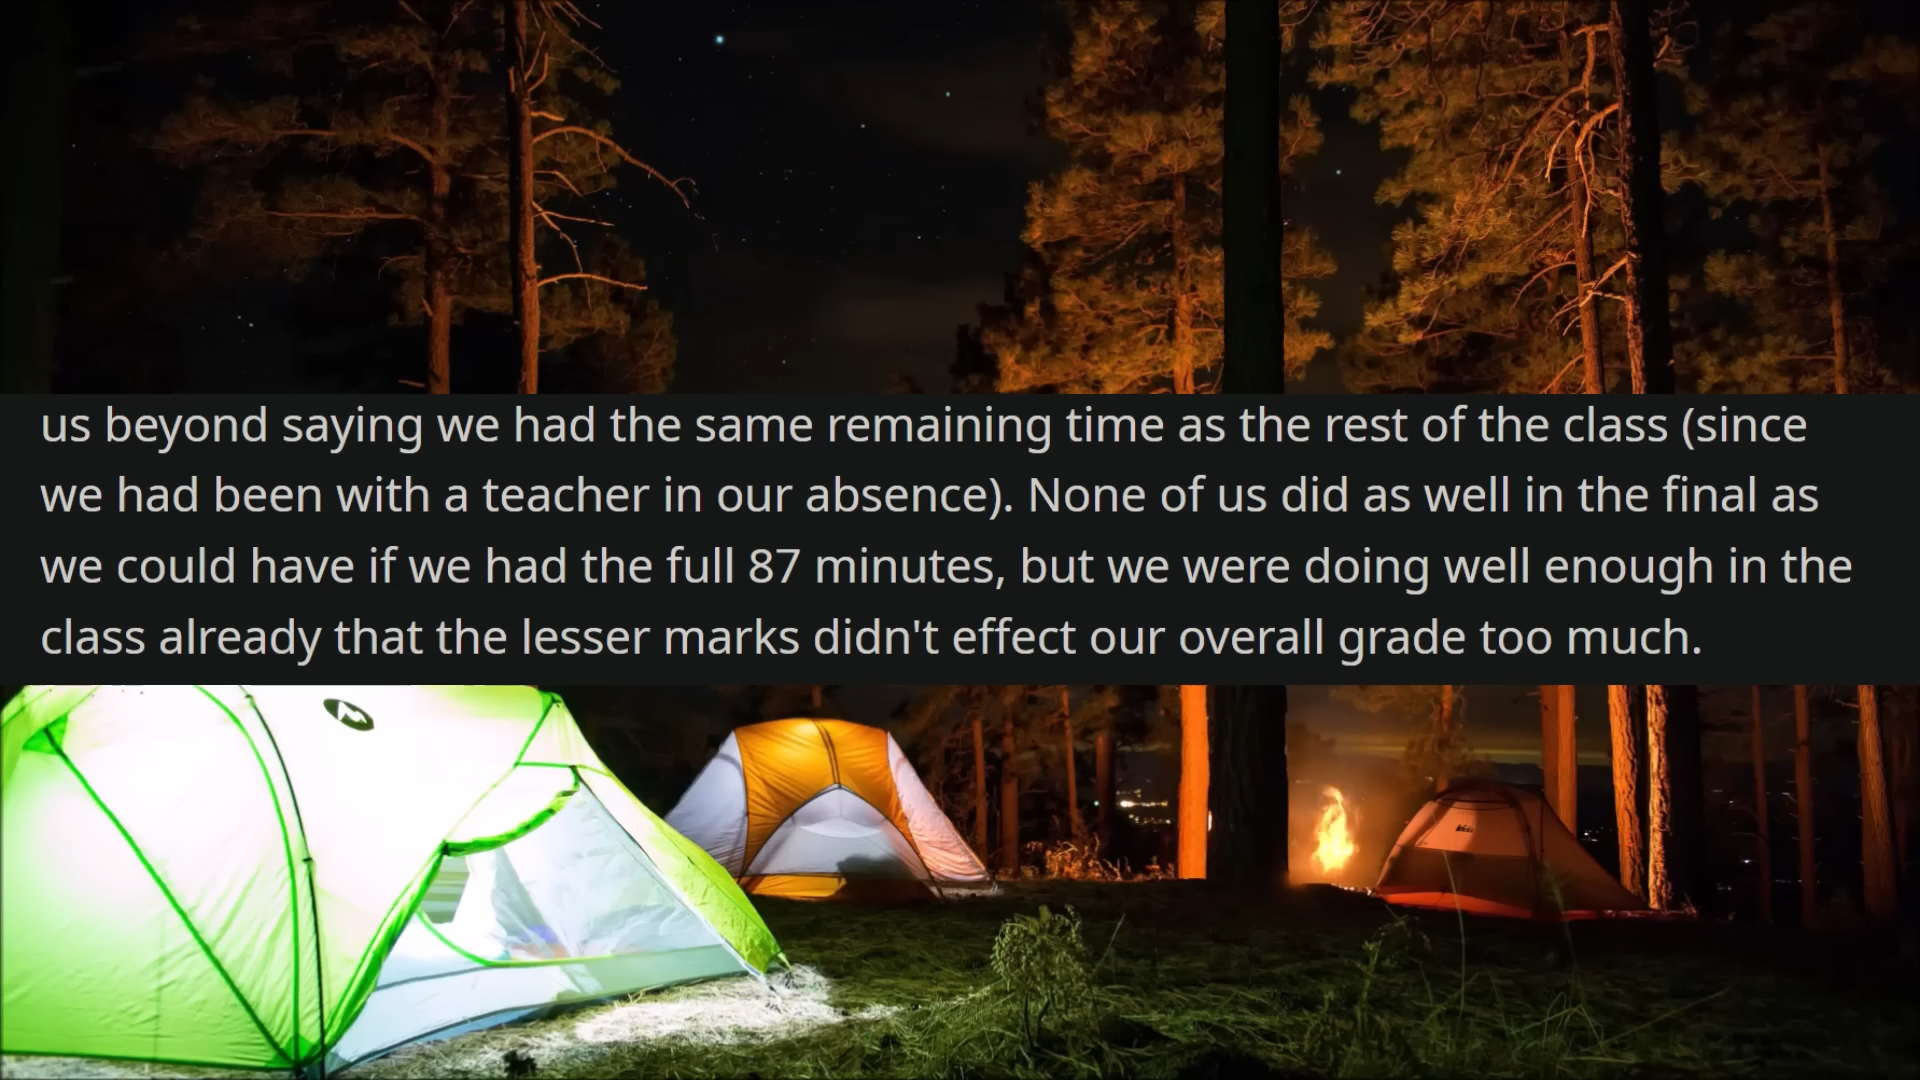 us beyond saying we had the same remaining time as the rest of the class (since
we had been with a teacher in our absence). None of us did as well in the final as
we could have if we had the full 87 minutes, but we were doing well enough in the
class already that the lesser marks didn't effect our overall grade too much.